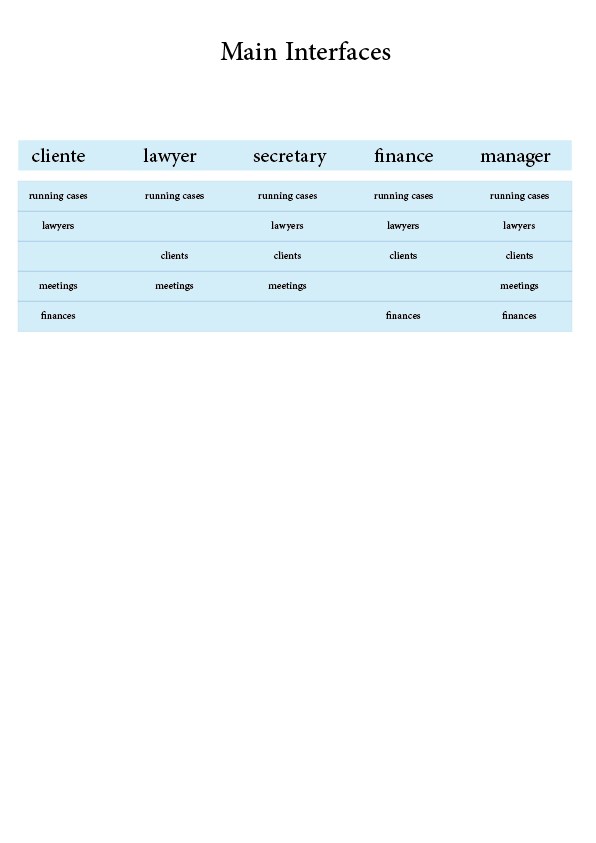 Main Interfaces
cliente lawyer secretary finance manager
running cases running cases running cases running cases running cases
lawyers lawyers lawyers lawyers
clients clients clients clients
meetings meetings meetings meetings
finances finances finances